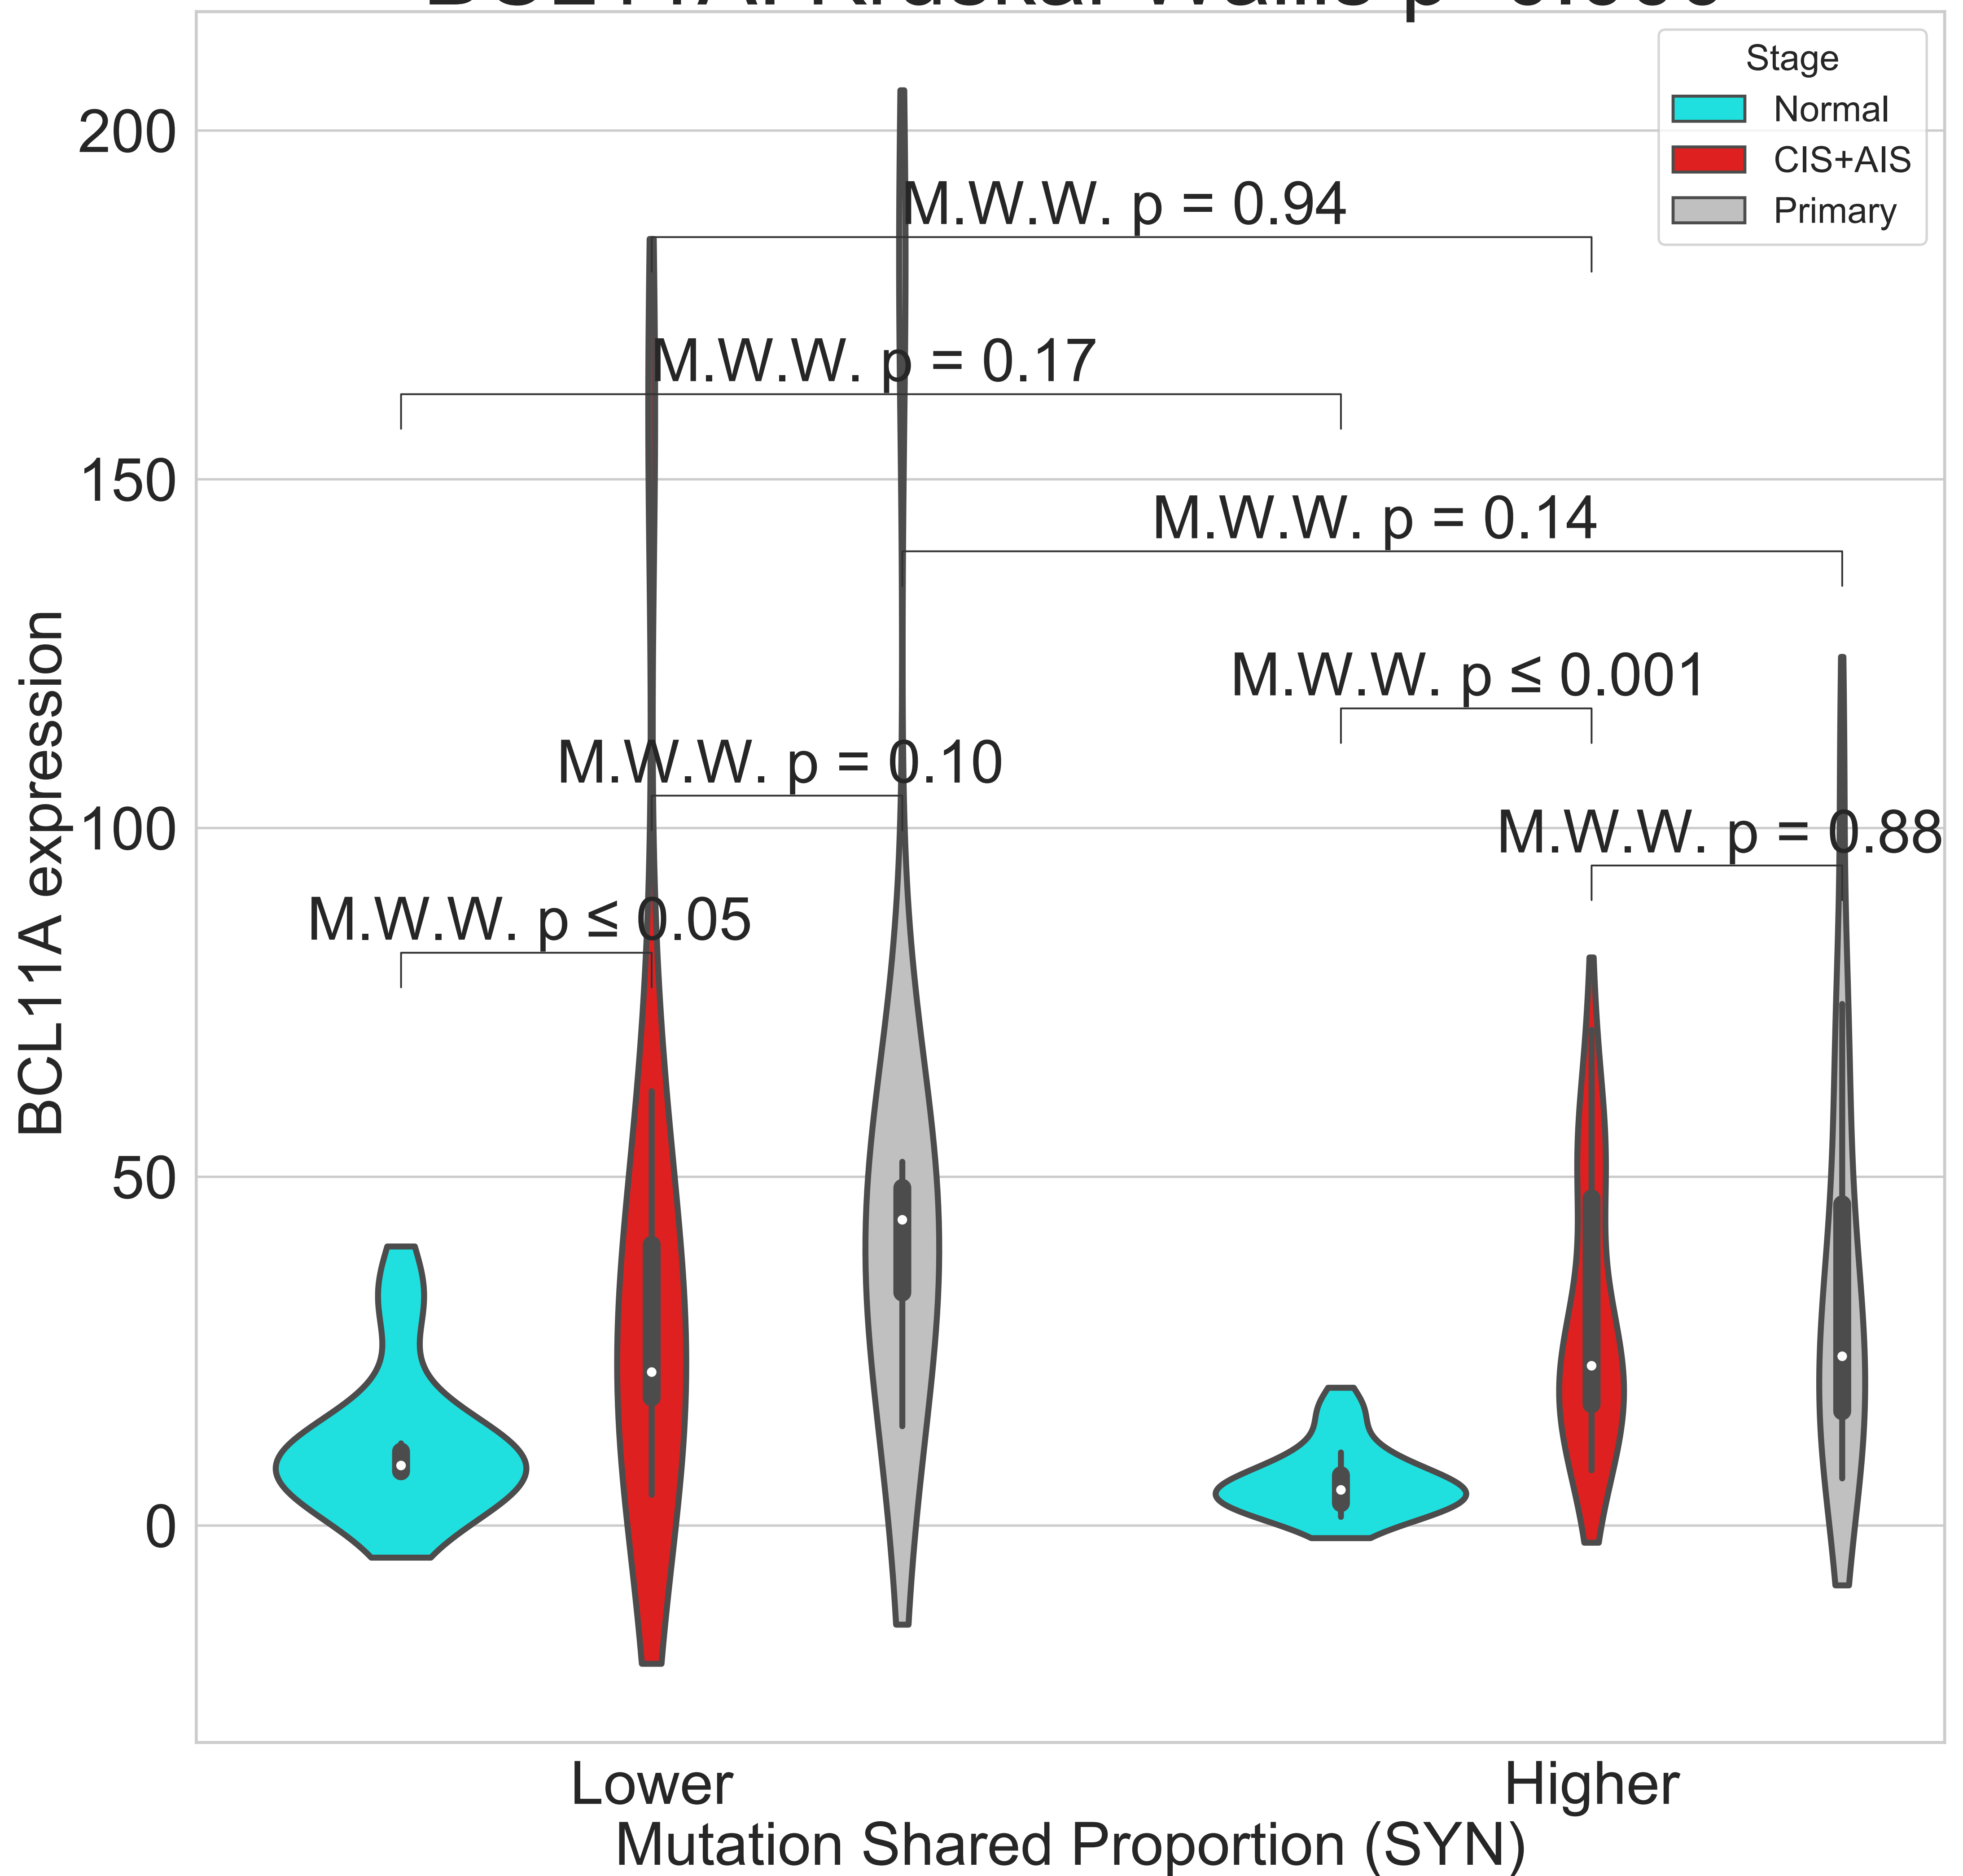 Stage
Normal
CIS+AIS
Primary
200
150
100
50
0
BCL11A expression
M.W.W. p = 0.94
M.W.W. p = 0.17
M.W.W. p = 0.14
M.W.W. p ≤ 0.001
M.W.W. p = 0.10
M.W.W. p = 0.88
M.W.W. p ≤ 0.05
Lower
Higher
Mutation Shared Proportion (SYN)